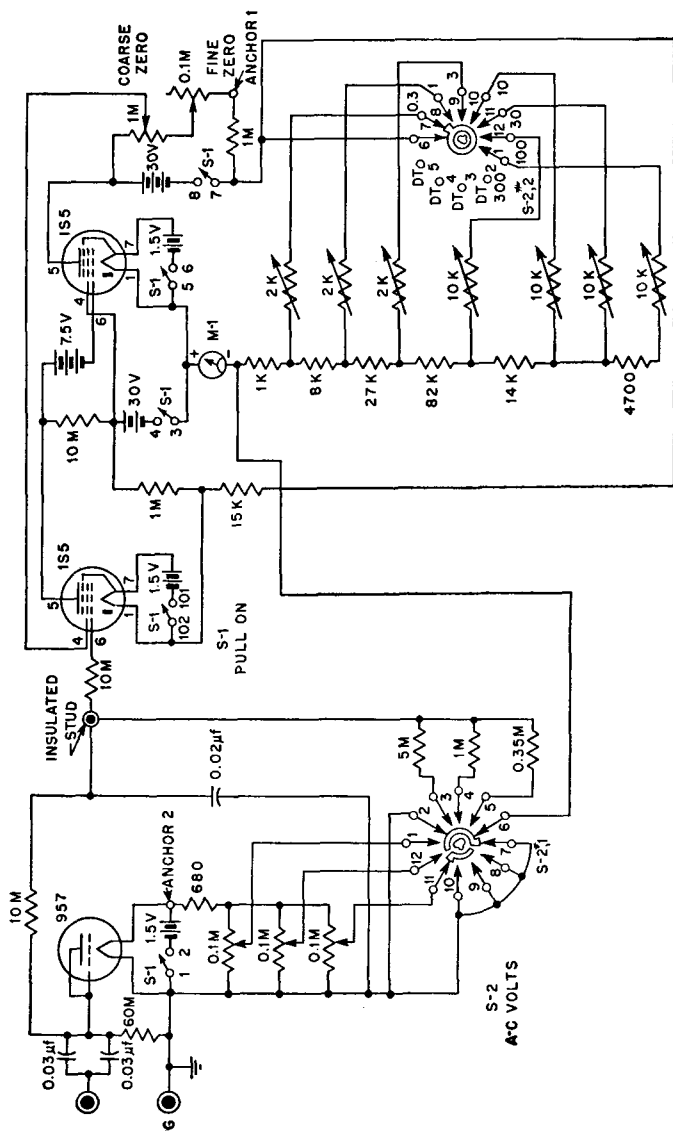 10M
957
0.03µf
0.03µf
60M
G
S-1
1
2
1.5V
ANCHOR 2
680
0.1M
0.1M
0.1M
0.02µf
INSULATED
STUD
10M
S-2
A-C VOLTS
1
2
3
4
5
6
7
8
9
10
11
12
S-2,1
5M
1M
0.35M
1S5
5
4
6
1
7
S-1
102
101
1.5V
S-1
PULL ON
10M
1M
15K
7.5V
30V
4
3
S-1
1S5
5
4
6
1
7
1.5V
S-1
5
6
M-1
+
-
30V
8
7
S-1
COARSE
ZERO
1M
0.1M
FINE
ZERO
ANCHOR 1
1M
1K
8K
27K
82K
14K
4700
2K
2K
2K
10K
10K
10K
10K
DT
5
DT
4
DT
3
DT
2
300
S-2,2
6
7
0.3
8
1
9
3
10
10
11
30
12
100
1